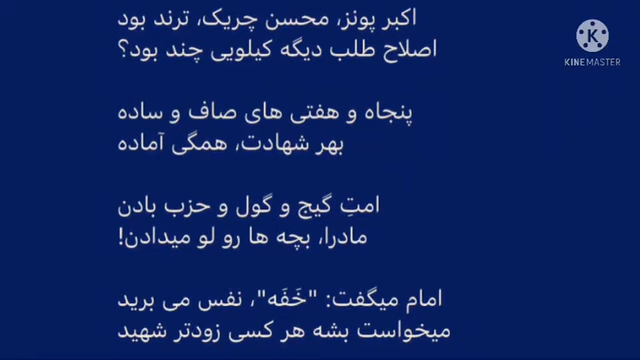 اکبر پونز، محسن چریک، ترند بود
اصلاح طلب دیگه کیلویی چند بود؟
K
KINEMASTER
پنجاه و هفتی های صاف و ساده
بهر شهادت، همگی آماده
امتِ گیج و گول و حزب بادن
مادرا، بچه ها رو لو میدادن!
امام میگفت: "خَفَه"، نفس می برید
میخواست بشه هر کسی زودتر شهید